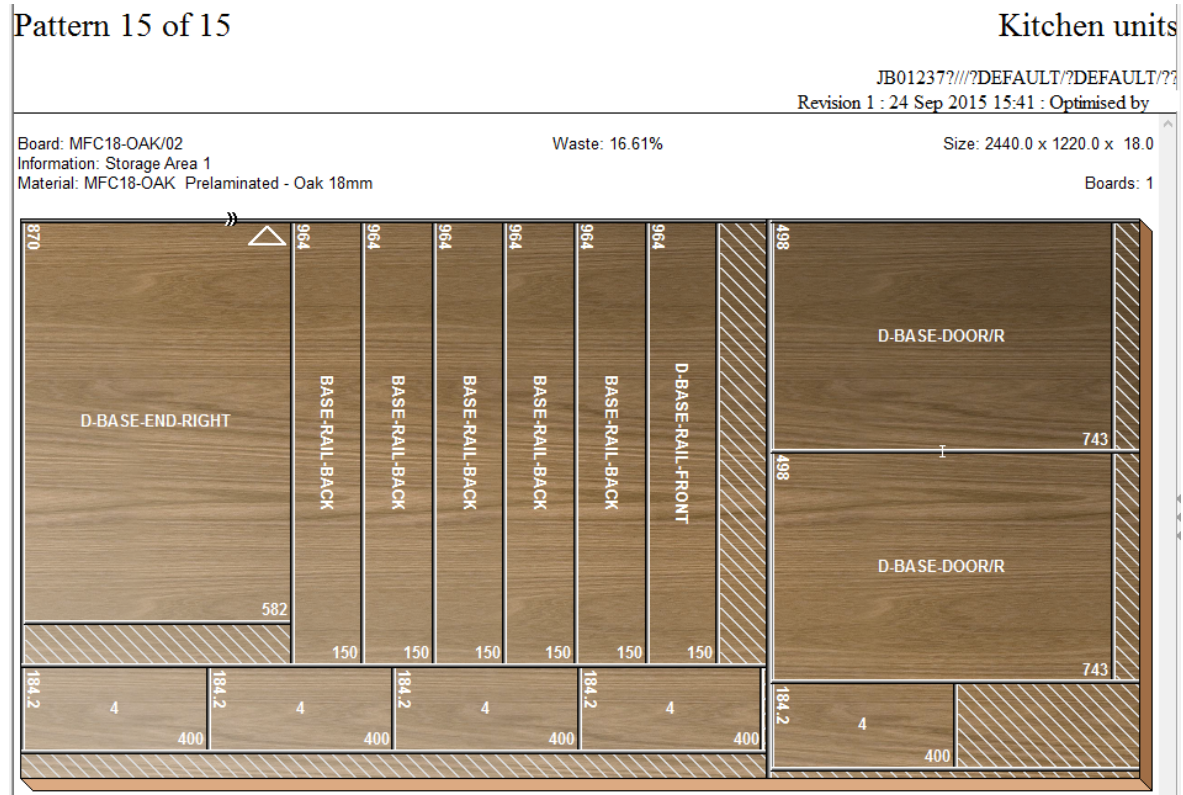 Pattern 15 of 15
Kitchen units
JB01237?///?DEFAULT/?DEFAULT/??
Revision 1 : 24 Sep 2015 15:41 : Optimised by
Board: MFC18-OAK/02
Waste: 16.61%
Size: 2440.0 x 1220.0 x 18.0
Information: Storage Area 1
Material: MFC18-OAK Prelaminated - Oak 18mm
Boards: 1
870
D-BASE-END-RIGHT
582
964
BASE-RAIL-BACK
150
964
BASE-RAIL-BACK
150
964
BASE-RAIL-BACK
150
964
BASE-RAIL-BACK
150
964
BASE-RAIL-BACK
150
964
D-BASE-RAIL-FRONT
150
498
D-BASE-DOOR/R
743
498
D-BASE-DOOR/R
743
184.2
4
400
184.2
4
400
184.2
4
400
184.2
4
400
184.2
4
400